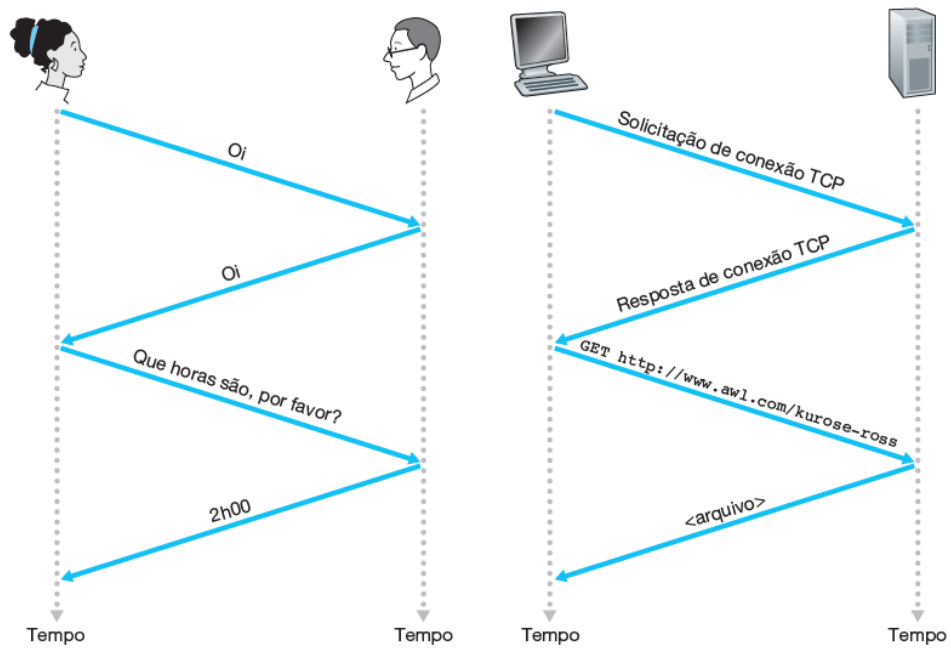 Oi
Oi
Que horas são, por favor?
2h00
Tempo
Tempo
Solicitação de conexão TCP
Resposta de conexão TCP
GET http://www.awl.com/kurose-ross
<arquivo>
Tempo
Tempo